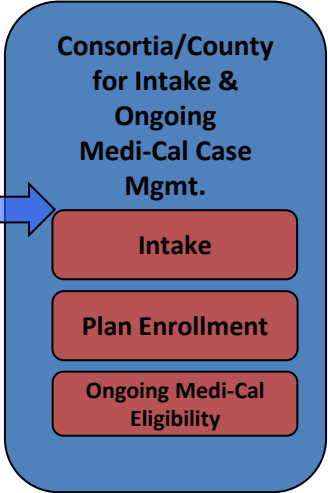 Consortia/County
for Intake &
Ongoing
Medi-Cal Case
Mgmt.
Intake
Plan Enrollment
Ongoing Medi-Cal
Eligibility